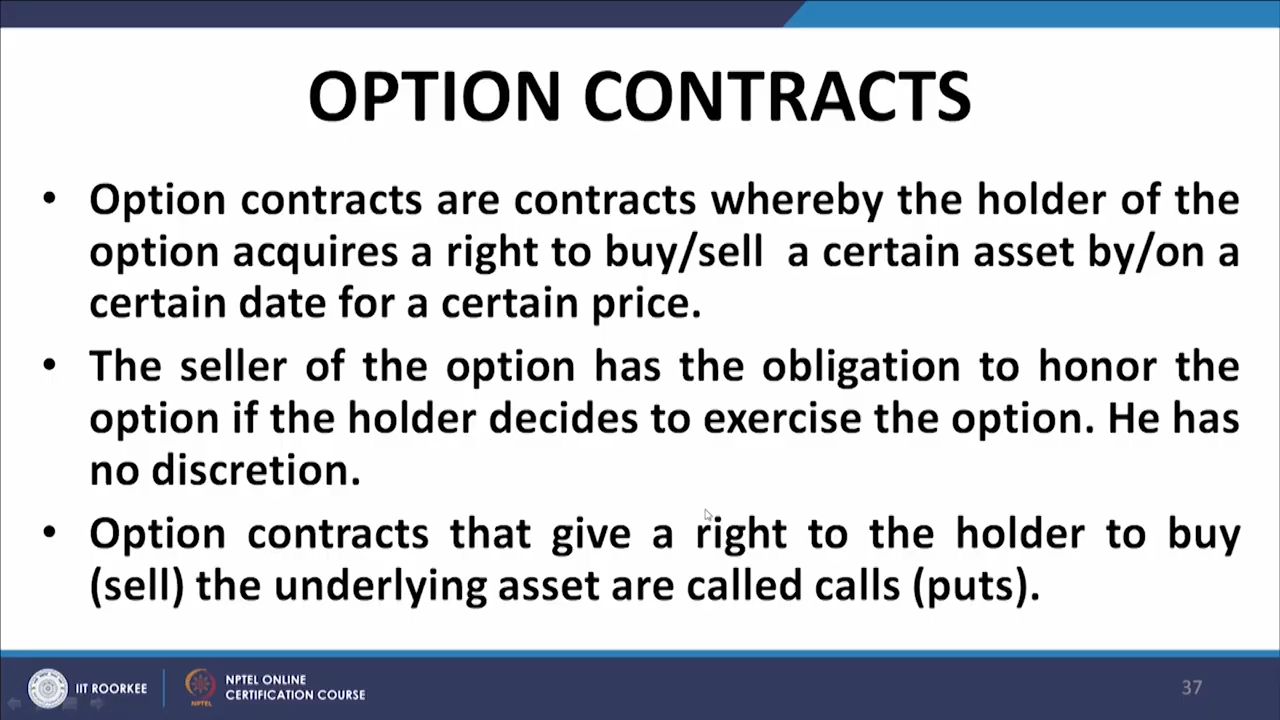 OPTION CONTRACTS
• Option contracts are contracts whereby the holder of the
option acquires a right to buy/sell a certain asset by/on a
certain date for a certain price.
• The seller of the option has the obligation to honor the
option if the holder decides to exercise the option. He has
no discretion.
• Option contracts that give a right to the holder to buy
(sell) the underlying asset are called calls (puts).
IIT ROORKEE
NPTEL
NPTEL ONLINE
CERTIFICATION COURSE
37